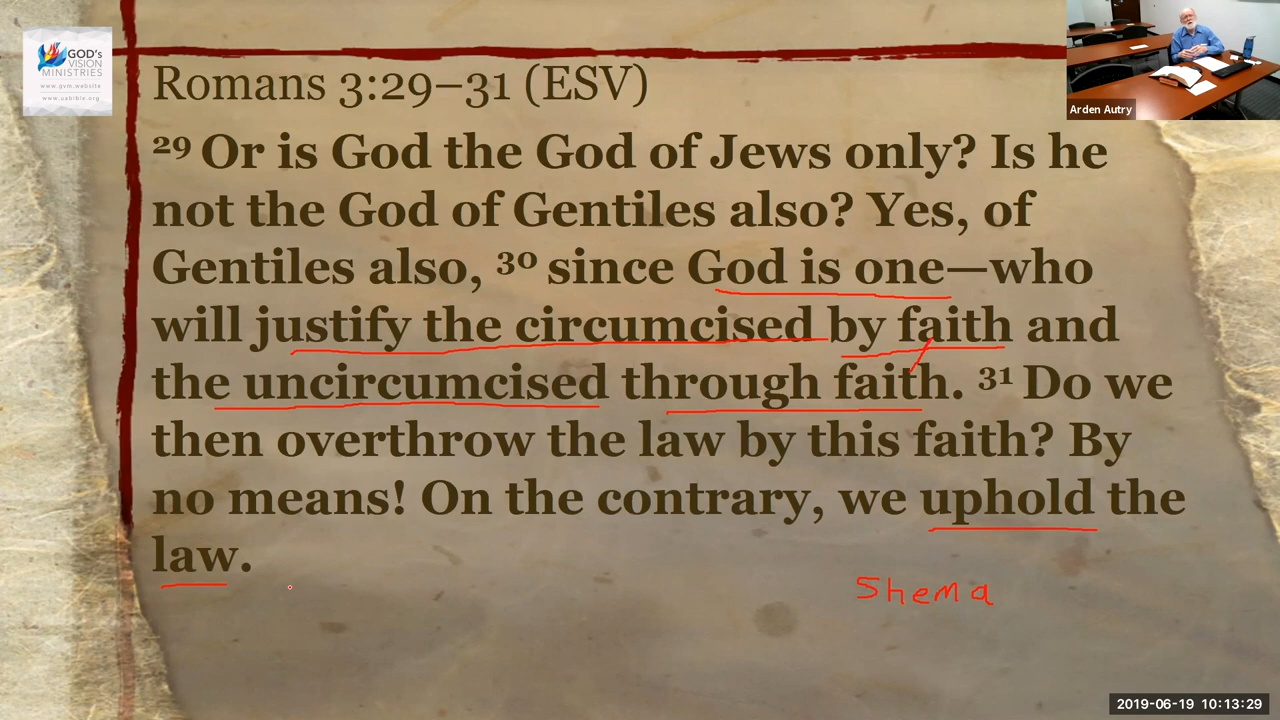 GOD's
VISION
MINISTRIES
www.gvm.website
www.uabible.org
Arden Autry
Romans 3:29–31 (ESV)
²⁹ Or is God the God of Jews only? Is he
not the God of Gentiles also? Yes, of
Gentiles also, ³⁰ since God is one—who
will justify the circumcised by faith and
the uncircumcised through faith. ³¹ Do we
then overthrow the law by this faith? By
no means! On the contrary, we uphold the
law.
Shema
2019-06-19 10:13:29